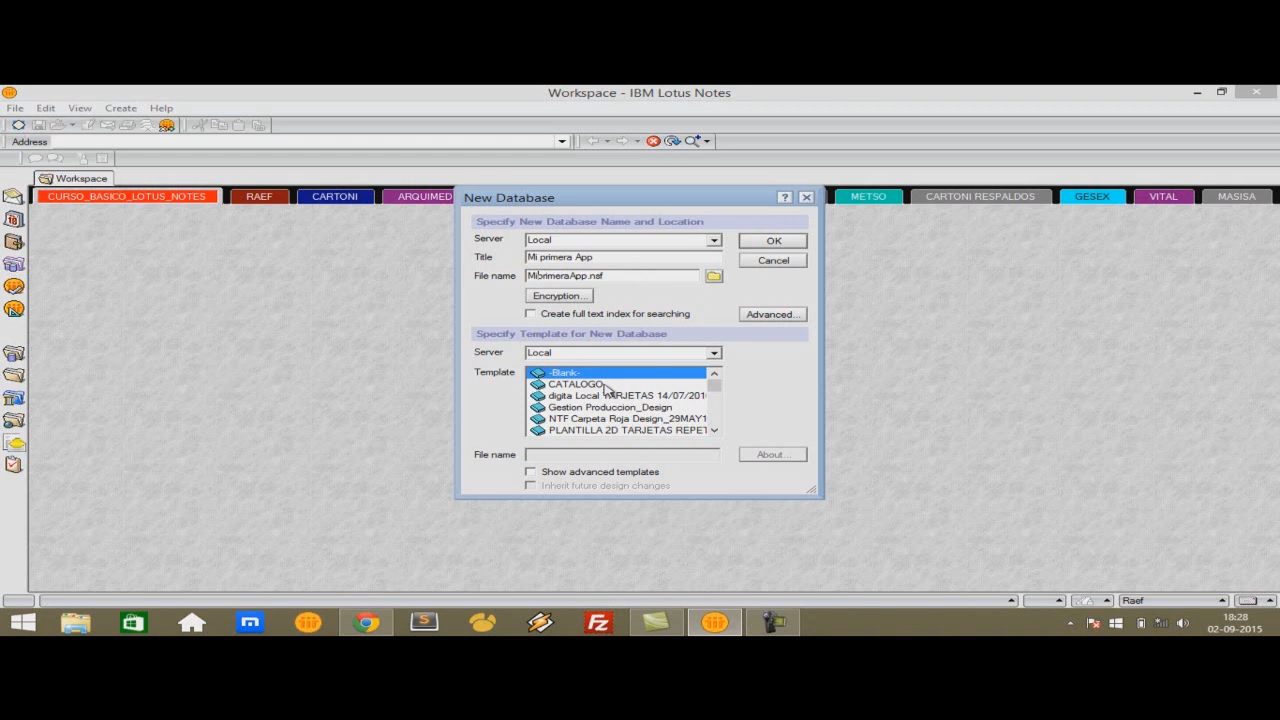 Workspace - IBM Lotus Notes
File Edit View Create Help
Address
Workspace
CURSO_BASICO_LOTUS_NOTES RAEF CARTONI ARQUIMED METSO CARTONI RESPALDOS GESEX VITAL MASISA
New Database
Specify New Database Name and Location
Server Local OK
Title Mi primera App
Cancel
File name MiprimeraApp.nsf
Encryption...
Create full text index for searching Advanced...
Specify Template for New Database
Server Local
Template -Blank-
CATALOGO
digita Local TARJETAS 14/07/201
Gestion Produccion_Design
NTF Carpeta Roja Design_29MAY1
PLANTILLA 2D TARJETAS REPET
File name About...
Show advanced templates
Inherit future design changes
Raef
18:28
02-09-2015